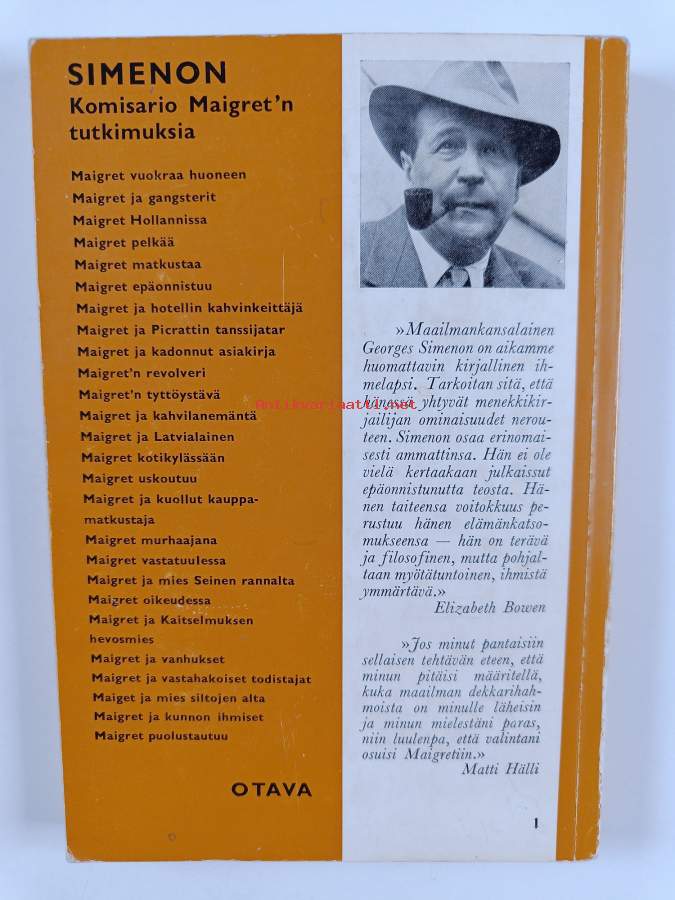 SIMENON
Komisario Maigret'n
tutkimuksia
Maigret vuokraa huoneen
Maigret ja gangsterit
Maigret Hollannissa
Maigret pelkää
Maigret matkustaa
Maigret epäonnistuu
Maigret ja hotellin kahvinkeittäjä
Maigret ja Picrattin tanssijatar
Maigret ja kadonnut asiakirja
Maigret'n revolveri
Maigret'n tyttöystävä
Maigret ja kahvilanemäntä
Maigret ja Latvialainen
Maigret kotikylässään
Maigret uskoutuu
Maigret ja kuollut kauppa-
matkustaja
Maigret murhaajana
Maigret vastatuulessa
Maigret ja mies Seinen rannalta
Maigret oikeudessa
Maigret ja Kaitselmuksen
hevosmies
Maigret ja vanhukset
Maigret ja vastahakoiset todistajat
Maiget ja mies siltojen alta
Maigret ja kunnon ihmiset
Maigret puolustautuu
OTAVA
»Maailmankansalainen
Georges Simenon on aikamme
huomattavin kirjallinen ih-
melapsi. Tarkoitan sitä, että
hänessä yhtyvät menekkikir-
jailijan ominaisuudet nerou-
teen. Simenon osaa erinomai-
sesti ammattinsa. Hän ei ole
vielä kertaakaan julkaissut
epäonnistunutta teosta. Hä-
nen taiteensa voitokkuus pe-
rustuu hänen elämänkatso-
mukseensa — hän on terävä
ja filosofinen, mutta pohjal-
taan myötätuntoinen, ihmistä
ymmärtävä.»
Elizabeth Bowen
»Jos minut pantaisiin
sellaisen tehtävän eteen, että
minun pitäisi määritellä,
kuka maailman dekkarihah-
moista on minulle läheisin
ja minun mielestäni paras,
niin luulenpa, että valintani
osuisi Maigretiin.»
Matti Hälli
1
Antikvariaatti.net